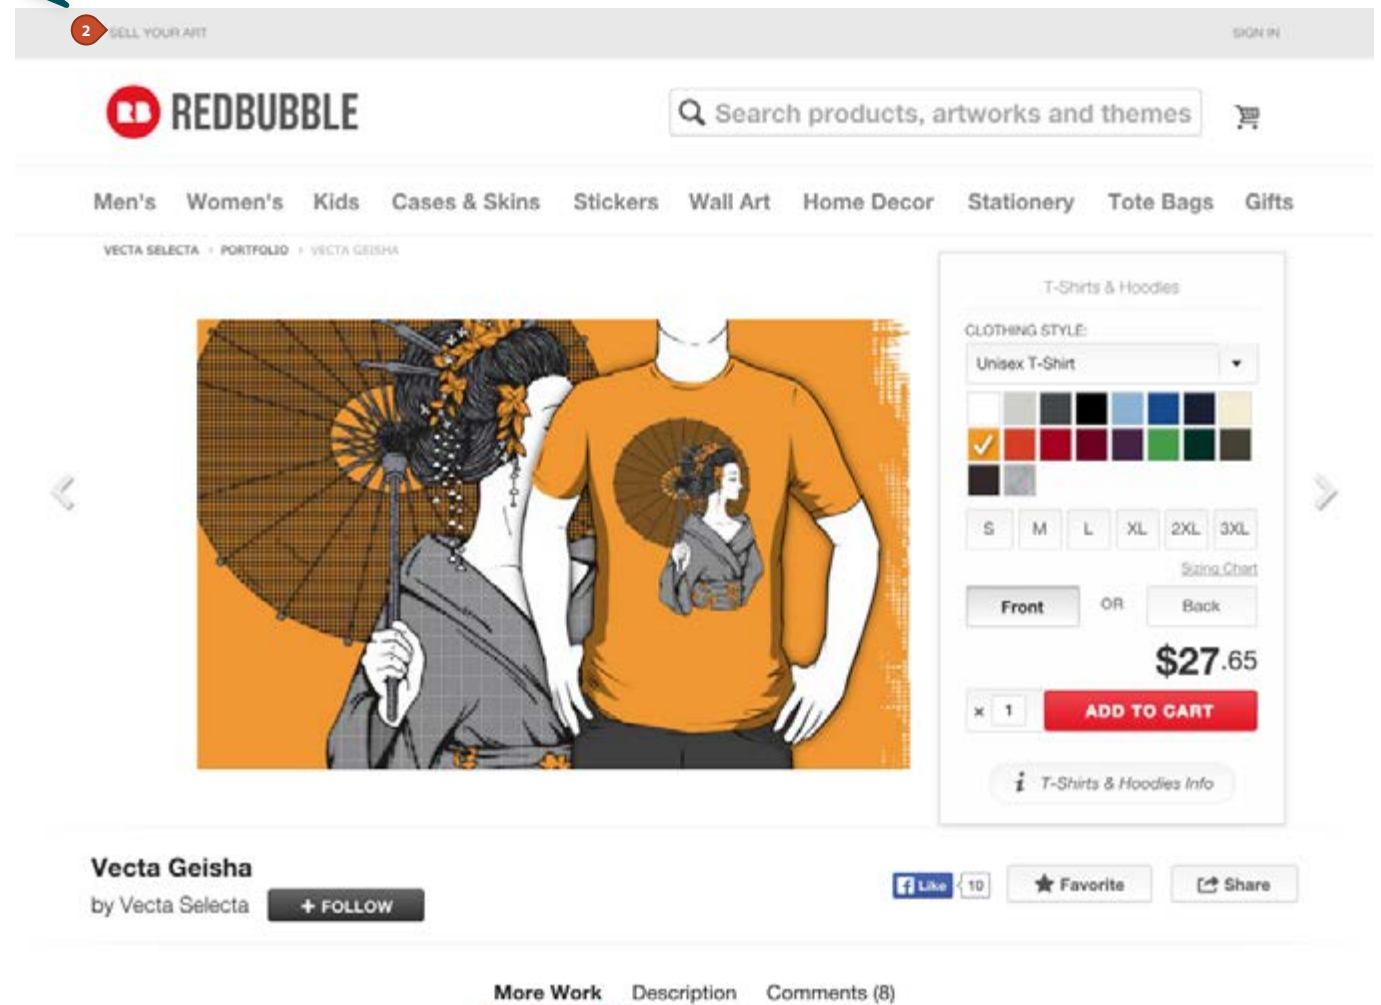 2 SELL YOUR ART SIGN IN
RB REDBUBBLE Search products, artworks and themes
Men's Women's Kids Cases & Skins Stickers Wall Art Home Decor Stationery Tote Bags Gifts
VECTA SELECTA PORTFOLIO VECTA GEISHA
T-Shirts & Hoodies
CLOTHING STYLE:
Unisex T-Shirt
S M L XL 2XL 3XL
Sizing Chart
Front OR Back
$27.65
x 1 ADD TO CART
i T-Shirts & Hoodies Info
Vecta Geisha
by Vecta Selecta + FOLLOW
f Like 10 Favorite Share
More Work Description Comments (8)